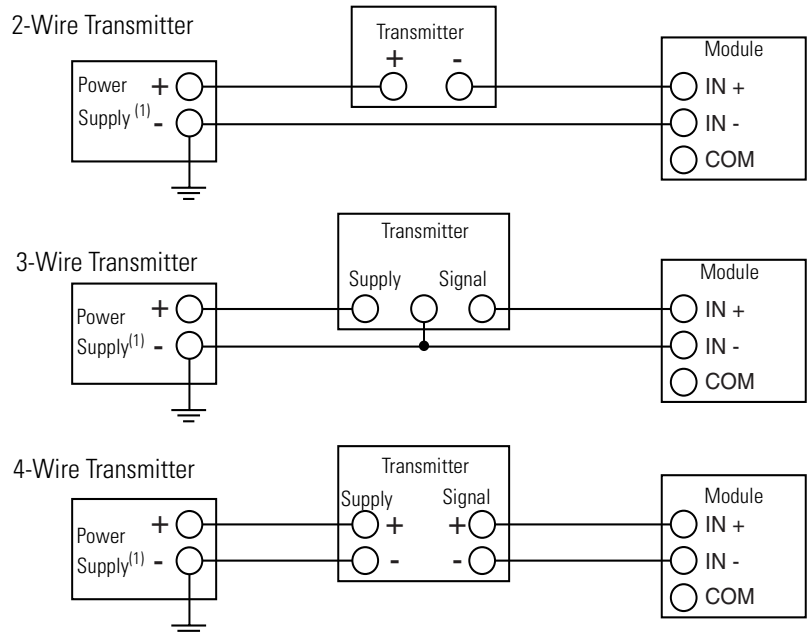 2-Wire Transmitter
Transmitter
+ -
Module
Power +
Supply (1) -
IN +
IN -
COM
3-Wire Transmitter
Transmitter
Supply Signal
Module
Power +
Supply(1) -
IN +
IN -
COM
4-Wire Transmitter
Transmitter
Supply Signal
Module
Power +
Supply(1) -
+ +
- -
IN +
IN -
COM